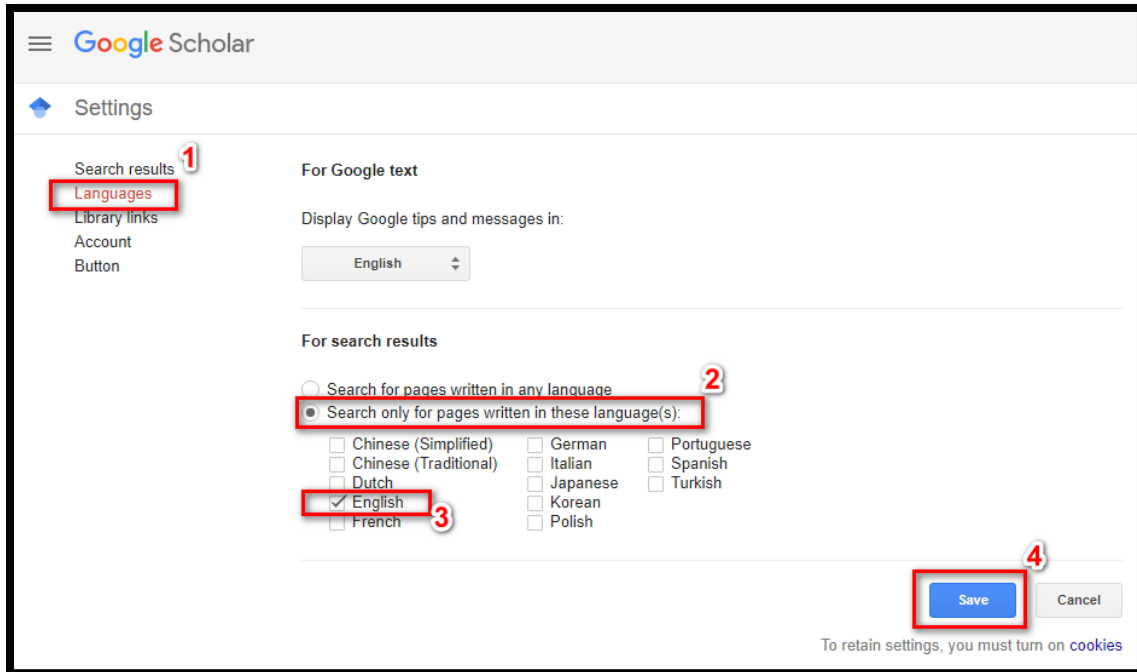 Google Scholar
Settings
1
Search results
Languages
Library links
Account
Button
For Google text
Display Google tips and messages in:
English
For search results
2
Search for pages written in any language
Search only for pages written in these language(s):
Chinese (Simplified) German Portuguese
Chinese (Traditional) Italian Spanish
Dutch Japanese Turkish
English Korean
3
French Polish
4
Save Cancel
To retain settings, you must turn on cookies